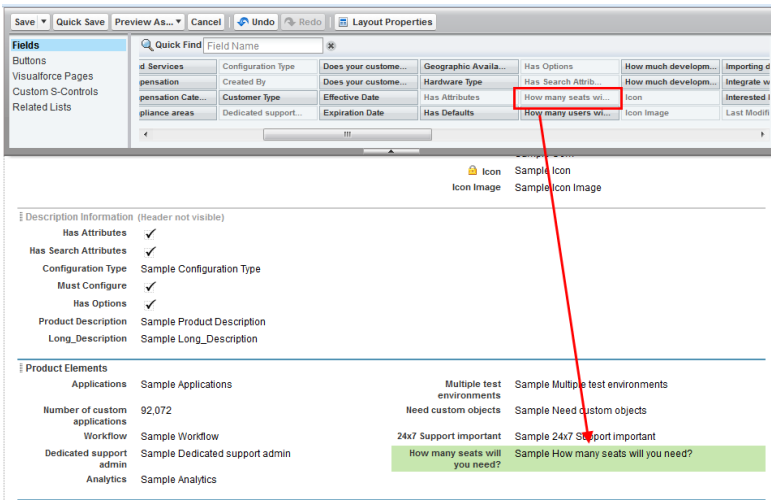 Save Quick Save Preview As... Cancel Undo Redo Layout Properties
Fields
Buttons
Visualforce Pages
Custom S-Controls
Related Lists
Quick Find Field Name
d Services Configuration Type Does your custome... Geographic Availa... Has Options How much developm... Importing d
pensation Created By Does your custome... Hardware Type Has Search Attrib... How much developm... Integrate w
pensation Cate... Customer Type Effective Date Has Attributes How many seats wi... Icon Interested I
pliance areas Dedicated support... Expiration Date Has Defaults How many users wi... Icon Image Last Modifi
Icon Sample Icon
Icon Image Sample Icon Image
Description Information (Header not visible)
Has Attributes
Has Search Attributes
Configuration Type Sample Configuration Type
Must Configure
Has Options
Product Description Sample Product Description
Long_Description Sample Long_Description
Product Elements
Applications Sample Applications
Multiple test environments Sample Multiple test environments
Number of custom applications 92,072
Need custom objects Sample Need custom objects
Workflow Sample Workflow
24x7 Support important Sample 24x7 Support important
Dedicated support admin Sample Dedicated support admin
How many seats will you need? Sample How many seats will you need?
Analytics Sample Analytics